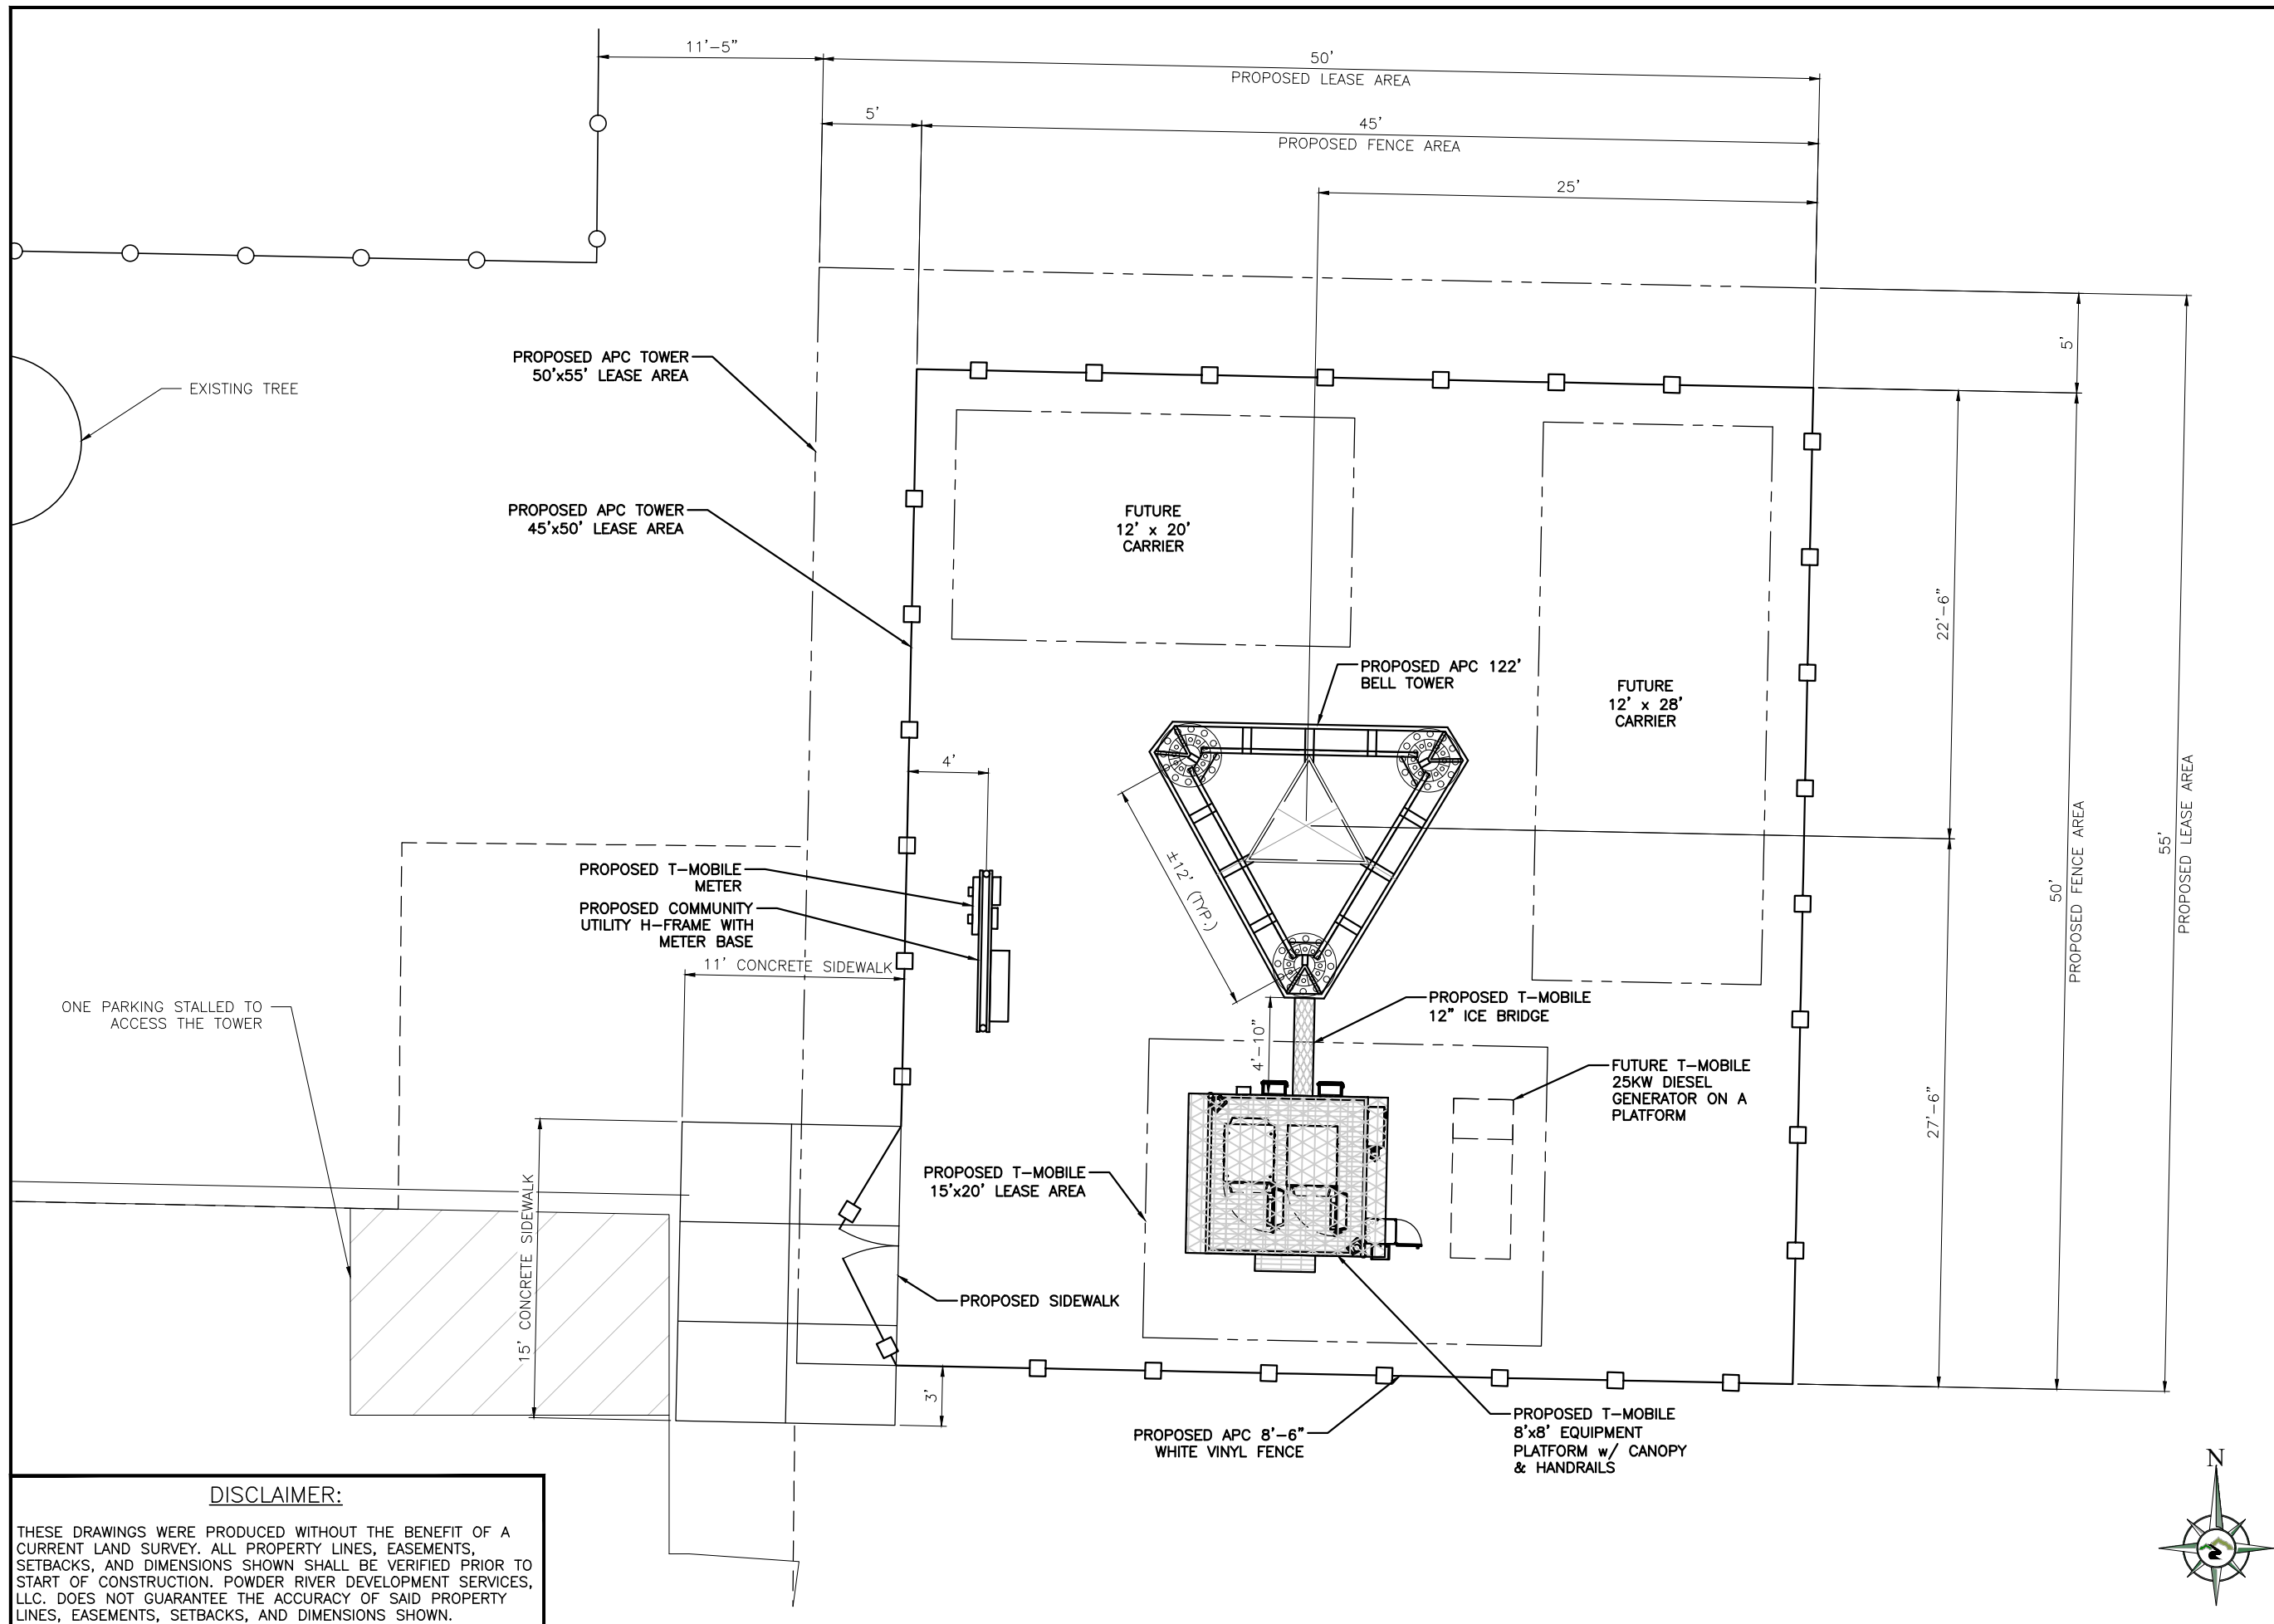 11'-5"
50'
PROPOSED LEASE AREA
5'
45'
PROPOSED FENCE AREA
25'
5'
PROPOSED APC TOWER
50'x55' LEASE AREA
EXISTING TREE
PROPOSED APC TOWER
45'x50' LEASE AREA
FUTURE
12' x 20'
CARRIER
22'-6"
PROPOSED APC 122'
BELL TOWER
FUTURE
12' x 28'
CARRIER
4'
±12' (TYP.)
50'
PROPOSED FENCE AREA
55'
PROPOSED LEASE AREA
PROPOSED T-MOBILE
METER
PROPOSED COMMUNITY
UTILITY H-FRAME WITH
METER BASE
11' CONCRETE SIDEWALK
ONE PARKING STALLED TO
ACCESS THE TOWER
PROPOSED T-MOBILE
12" ICE BRIDGE
4'-10"
FUTURE T-MOBILE
25KW DIESEL
GENERATOR ON A
PLATFORM
27'-6"
PROPOSED T-MOBILE
15'x20' LEASE AREA
15' CONCRETE SIDEWALK
PROPOSED SIDEWALK
3'
PROPOSED APC 8'-6"
WHITE VINYL FENCE
PROPOSED T-MOBILE
8'x8' EQUIPMENT
PLATFORM w/ CANOPY
& HANDRAILS
N
DISCLAIMER:
THESE DRAWINGS WERE PRODUCED WITHOUT THE BENEFIT OF A
CURRENT LAND SURVEY. ALL PROPERTY LINES, EASEMENTS,
SETBACKS, AND DIMENSIONS SHOWN SHALL BE VERIFIED PRIOR TO
START OF CONSTRUCTION. POWDER RIVER DEVELOPMENT SERVICES,
LLC. DOES NOT GUARANTEE THE ACCURACY OF SAID PROPERTY
LINES, EASEMENTS, SETBACKS, AND DIMENSIONS SHOWN.